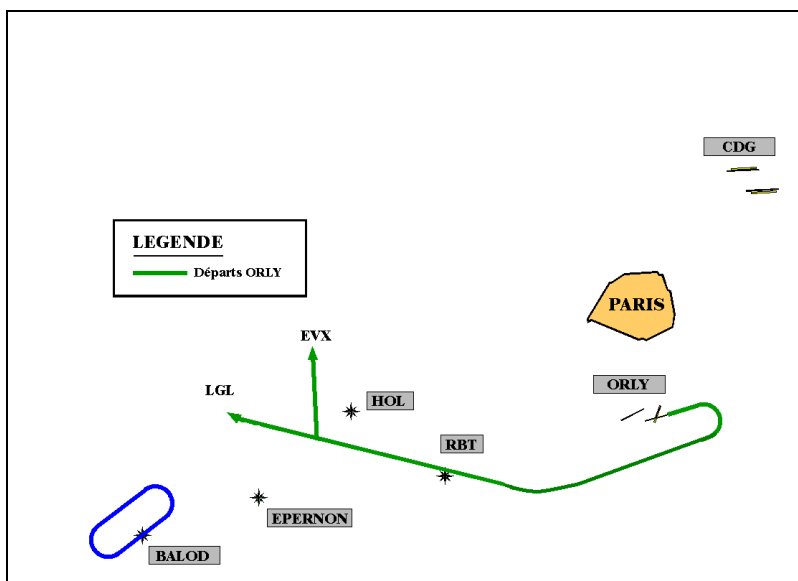 CDG
LEGENDE
Départs ORLY
PARIS
EVX
ORLY
LGL
HOL
RBT
EPERNON
BALOD